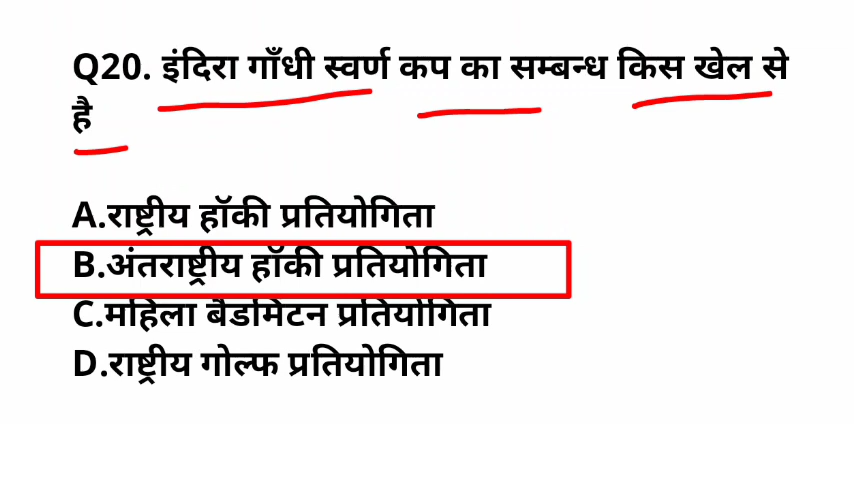 Q20. इंदिरा गाँधी स्वर्ण कप का सम्बन्ध किस खेल से
है
A.राष्ट्रीय हॉकी प्रतियोगिता
B.अंतराष्ट्रीय हॉकी प्रतियोगिता
C.महिला बैडमिटन प्रतियोगिता
D.राष्ट्रीय गोल्फ प्रतियोगिता